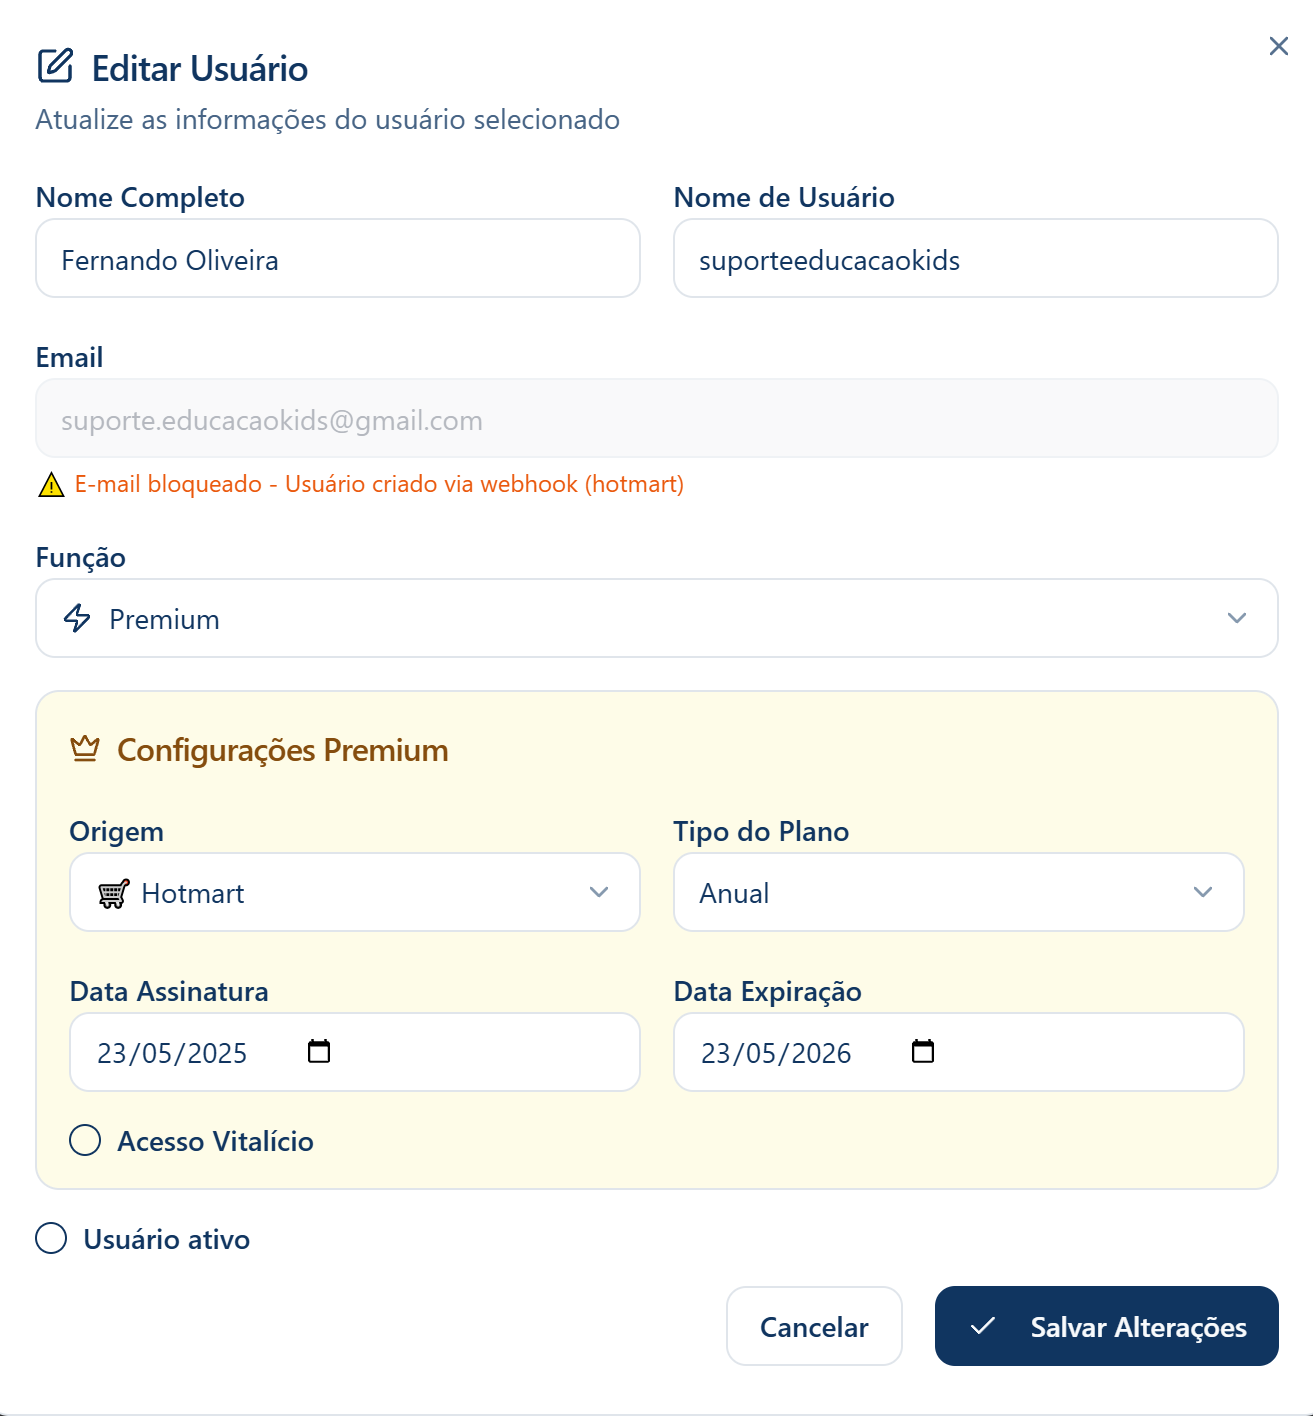 Editar Usuário
Atualize as informações do usuário selecionado
Nome Completo
Nome de Usuário
Fernando Oliveira
suporteeducacaokids
Email
suporte.educacaokids@gmail.com
E-mail bloqueado - Usuário criado via webhook (hotmart)
Função
Premium
Configurações Premium
Origem
Tipo do Plano
Hotmart
Anual
Data Assinatura
Data Expiração
23/05/2025
23/05/2026
Acesso Vitalício
Usuário ativo
Cancelar
Salvar Alterações